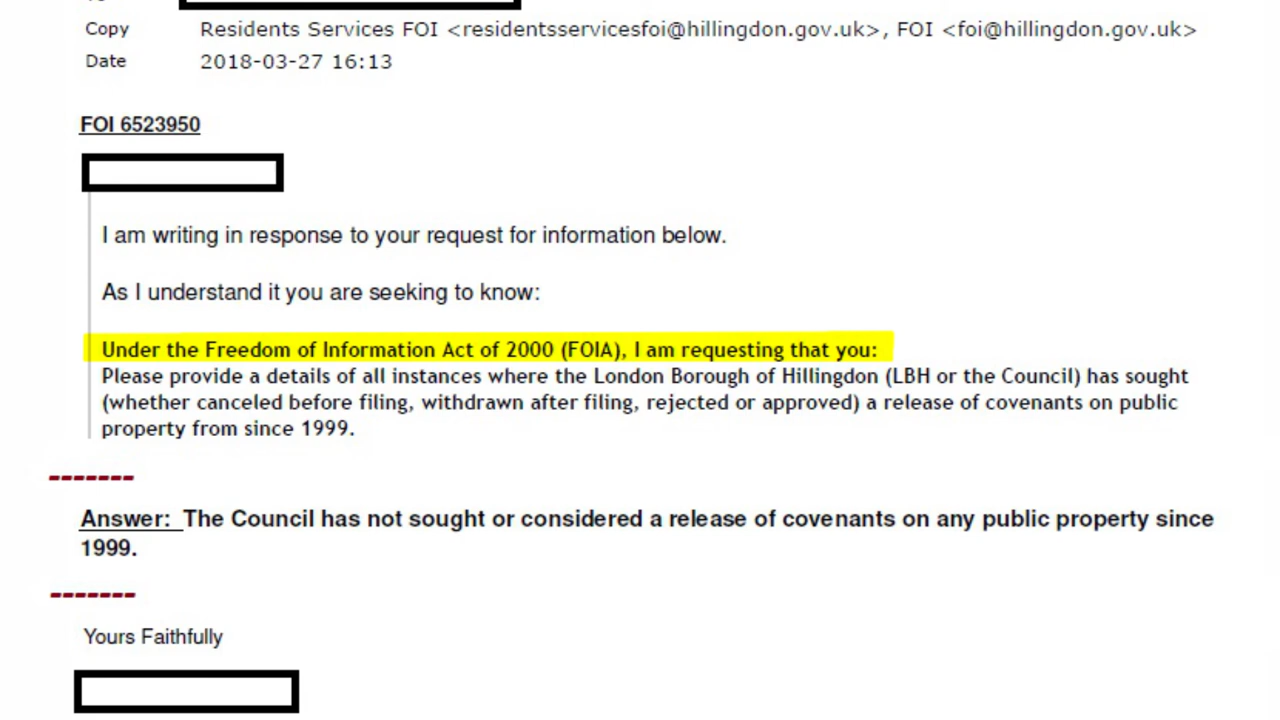 Copy Residents Services FOI <residentsservicesfoi@hillingdon.gov.uk>, FOI <foi@hillingdon.gov.uk>
Date 2018-03-27 16:13
FOI 6523950
I am writing in response to your request for information below.
As I understand it you are seeking to know:
Under the Freedom of Information Act of 2000 (FOIA), I am requesting that you:
Please provide a details of all instances where the London Borough of Hillingdon (LBH or the Council) has sought
(whether canceled before filing, withdrawn after filing, rejected or approved) a release of covenants on public
property from since 1999.
-------
Answer: The Council has not sought or considered a release of covenants on any public property since
1999.
-------
Yours Faithfully